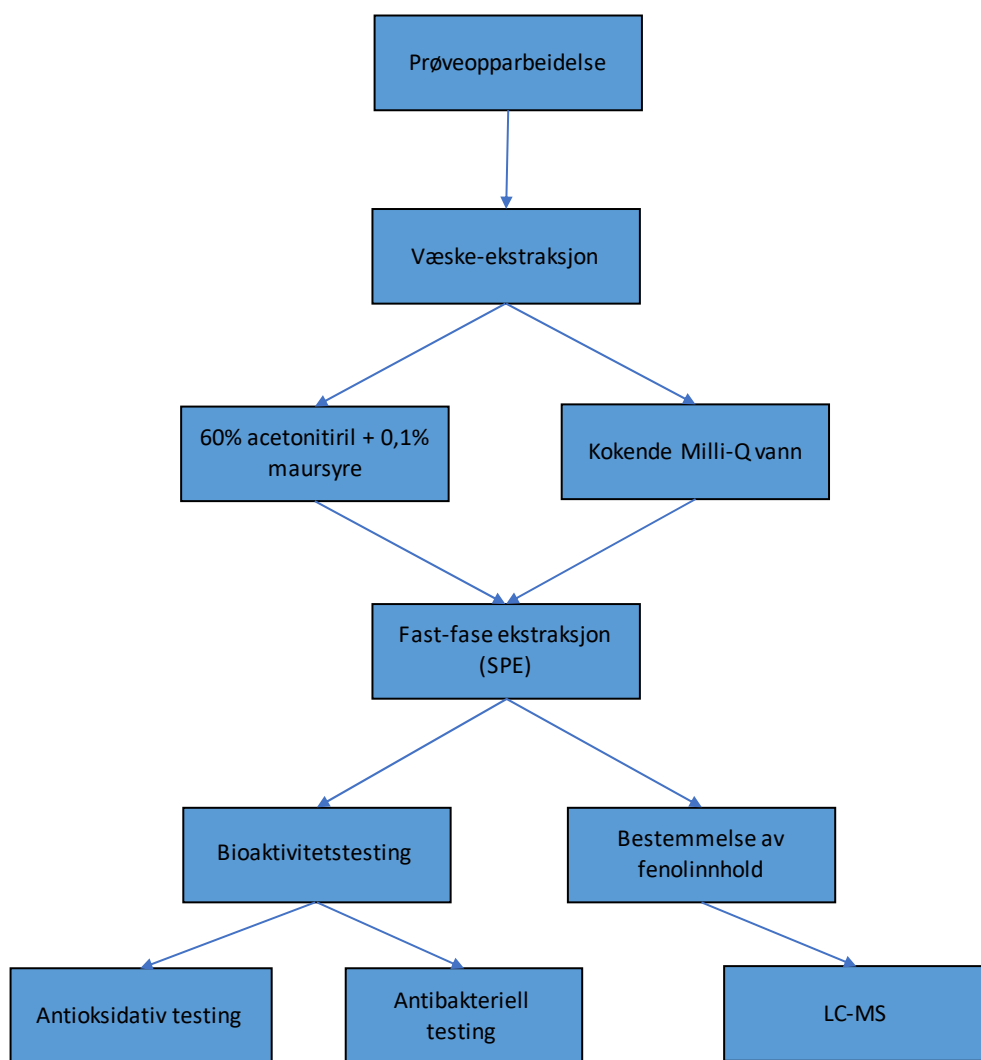 Prøveopparbeidelse
Væske-ekstraksjon
60% acetonitiril + 0,1%
maursyre
Kokende Milli-Q vann
Fast-fase ekstraksjon
(SPE)
Bioaktivitetstesting
Bestemmelse av
fenolinnhold
Antioksidativ testing
Antibakteriell
testing
LC-MS